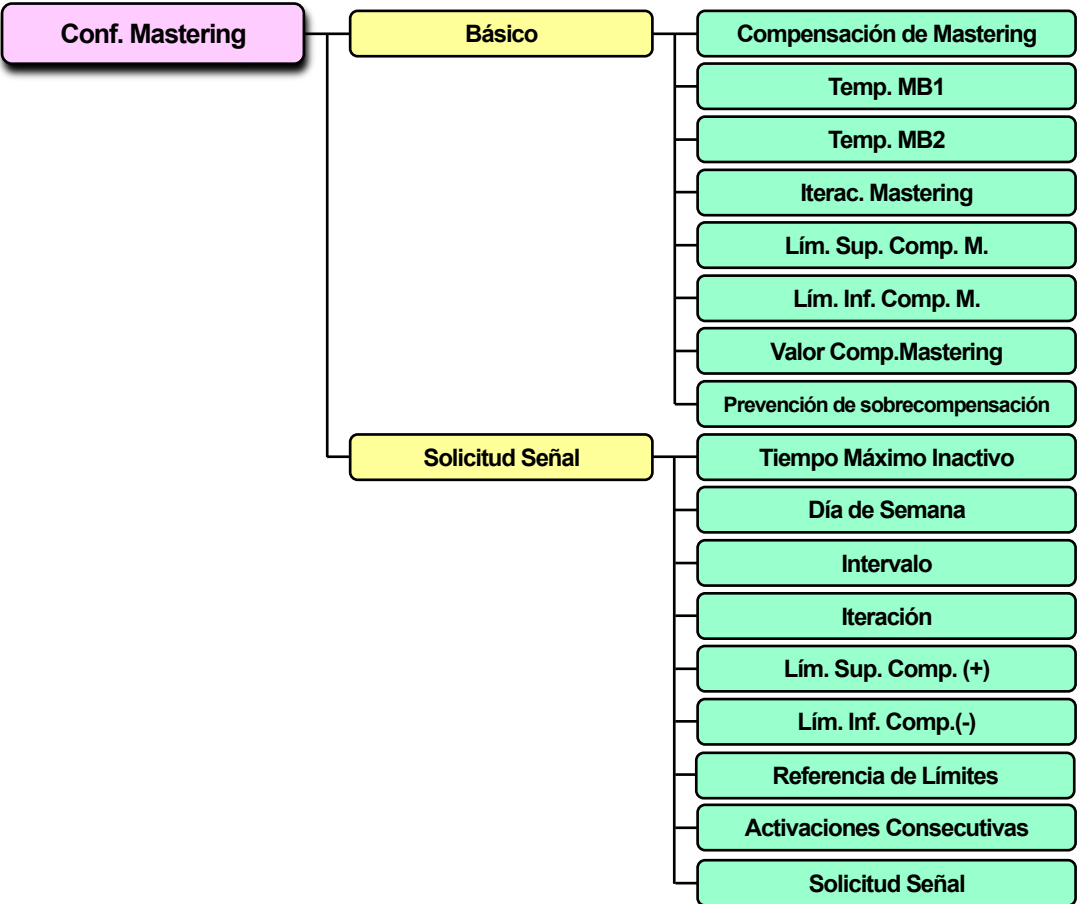 Conf. Mastering
Básico
Compensación de Mastering
Temp. MB1
Temp. MB2
Iterac. Mastering
Lím. Sup. Comp. M.
Lím. Inf. Comp. M.
Valor Comp.Mastering
Prevención de sobrecompensación
Solicitud Señal
Tiempo Máximo Inactivo
Día de Semana
Intervalo
Iteración
Lím. Sup. Comp. (+)
Lím. Inf. Comp.(-)
Referencia de Límites
Activaciones Consecutivas
Solicitud Señal